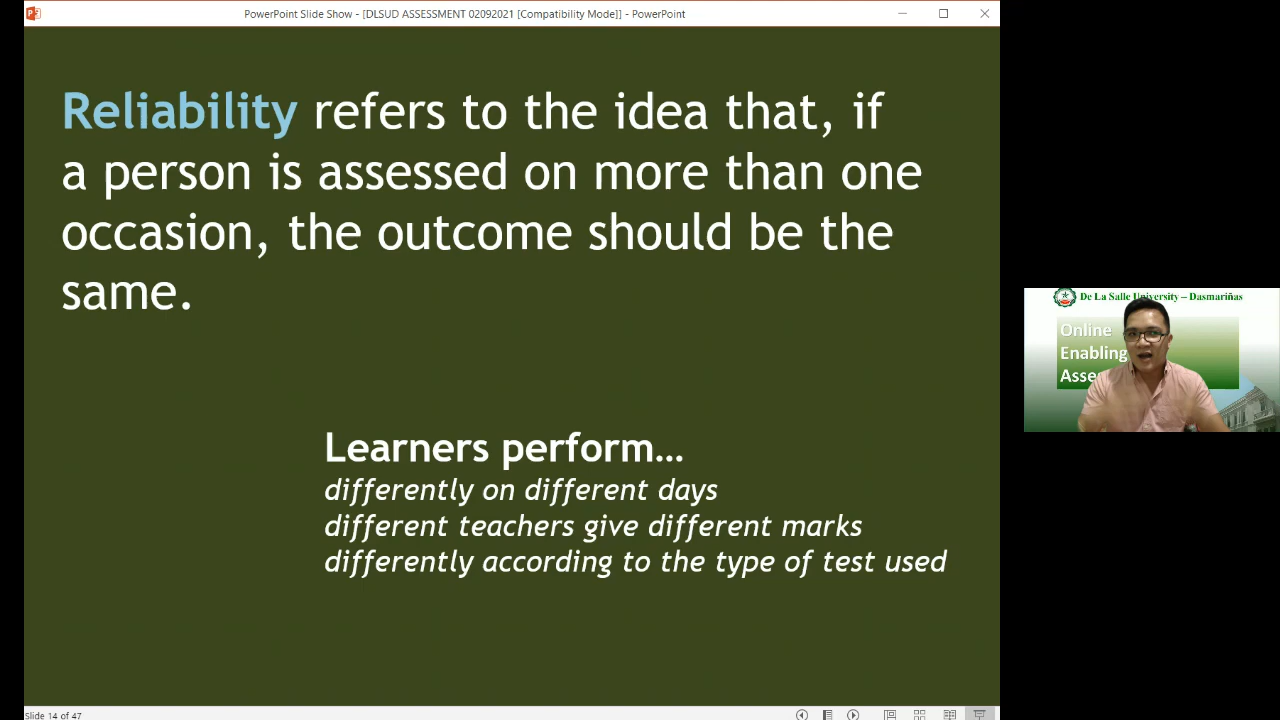 PowerPoint Slide Show - [DLSUD ASSESSMENT 02092021 [Compatibility Mode]] - PowerPoint
Reliability refers to the idea that, if
a person is assessed on more than one
occasion, the outcome should be the
same.
Learners perform…
differently on different days
different teachers give different marks
differently according to the type of test used
De La Salle University – Dasmariñas
Online
Enabling
Asse
Slide 14 of 47